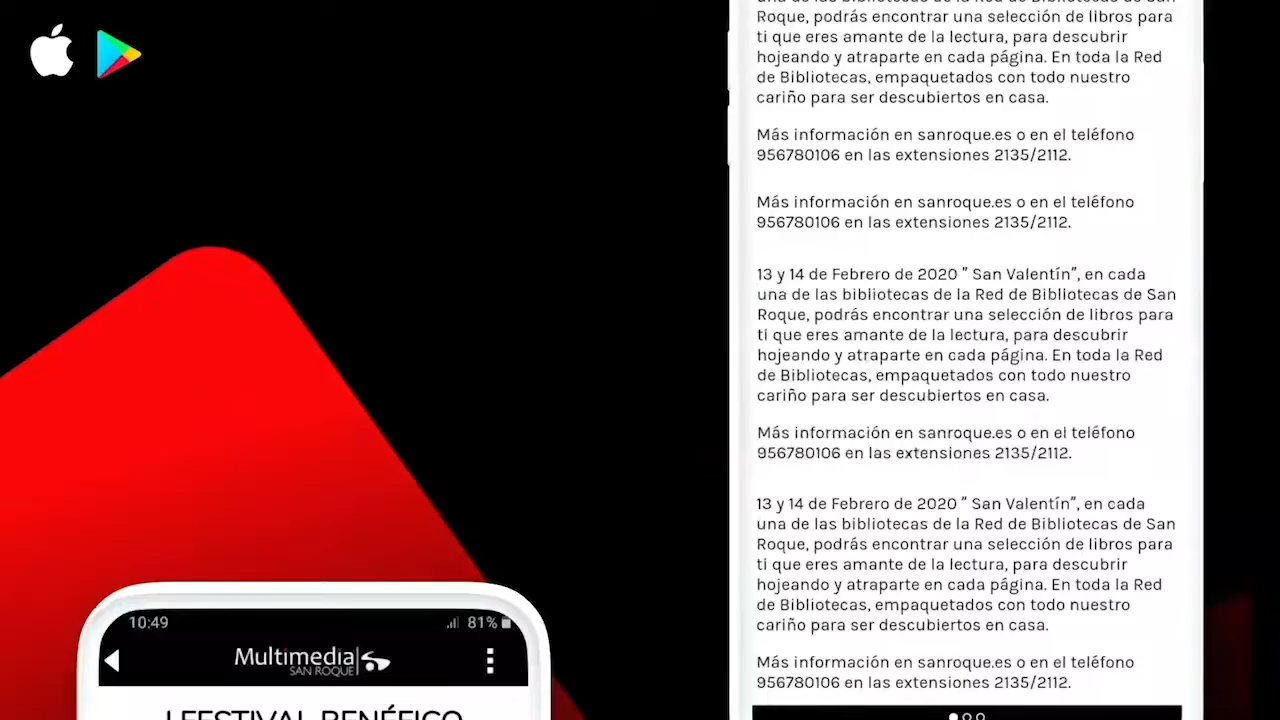 una de las bibliotecas de la Red de Bibliotecas de San
Roque, podrás encontrar una selección de libros para
ti que eres amante de la lectura, para descubrir
hojeando y atraparte en cada página. En toda la Red
de Bibliotecas, empaquetados con todo nuestro
cariño para ser descubiertos en casa.
Más información en sanroque.es o en el teléfono
956780106 en las extensiones 2135/2112.
Más información en sanroque.es o en el teléfono
956780106 en las extensiones 2135/2112.
13 y 14 de Febrero de 2020 " San Valentín", en cada
una de las bibliotecas de la Red de Bibliotecas de San
Roque, podrás encontrar una selección de libros para
ti que eres amante de la lectura, para descubrir
hojeando y atraparte en cada página. En toda la Red
de Bibliotecas, empaquetados con todo nuestro
cariño para ser descubiertos en casa.
Más información en sanroque.es o en el teléfono
956780106 en las extensiones 2135/2112.
13 y 14 de Febrero de 2020 " San Valentín", en cada
una de las bibliotecas de la Red de Bibliotecas de San
Roque, podrás encontrar una selección de libros para
ti que eres amante de la lectura, para descubrir
hojeando y atraparte en cada página. En toda la Red
de Bibliotecas, empaquetados con todo nuestro
cariño para ser descubiertos en casa.
Más información en sanroque.es o en el teléfono
956780106 en las extensiones 2135/2112.
10:49 81%
Multimedia
SAN ROQUE
I FESTIVAL BENÉFICO